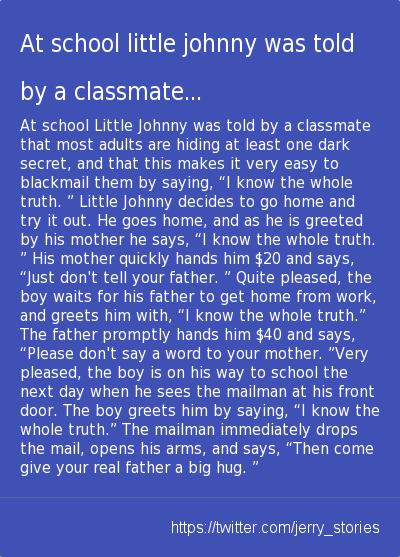 At school little johnny was told
by a classmate...
At school Little Johnny was told by a classmate
that most adults are hiding at least one dark
secret, and that this makes it very easy to
blackmail them by saying, “I know the whole
truth. ” Little Johnny decides to go home and
try it out. He goes home, and as he is greeted
by his mother he says, “I know the whole truth.
” His mother quickly hands him $20 and says,
“Just don't tell your father. ” Quite pleased, the
boy waits for his father to get home from work,
and greets him with, “I know the whole truth.”
The father promptly hands him $40 and says,
“Please don't say a word to your mother. ”Very
pleased, the boy is on his way to school the
next day when he sees the mailman at his front
door. The boy greets him by saying, “I know the
whole truth.” The mailman immediately drops
the mail, opens his arms, and says, “Then come
give your real father a big hug. ”
https://twitter.com/jerry_stories